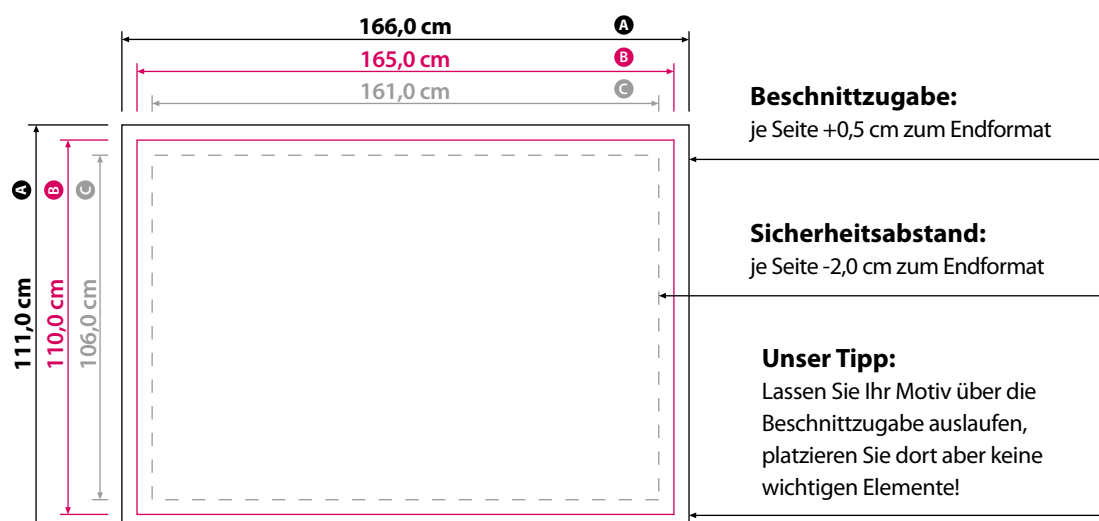 166,0 cm A
165,0 cm B
161,0 cm C
A B C
111,0 cm
110,0 cm
106,0 cm
Beschnittzugabe:
je Seite +0,5 cm zum Endformat
Sicherheitsabstand:
je Seite -2,0 cm zum Endformat
Unser Tipp:
Lassen Sie Ihr Motiv über die
Beschnittzugabe auslaufen,
platzieren Sie dort aber keine
wichtigen Elemente!